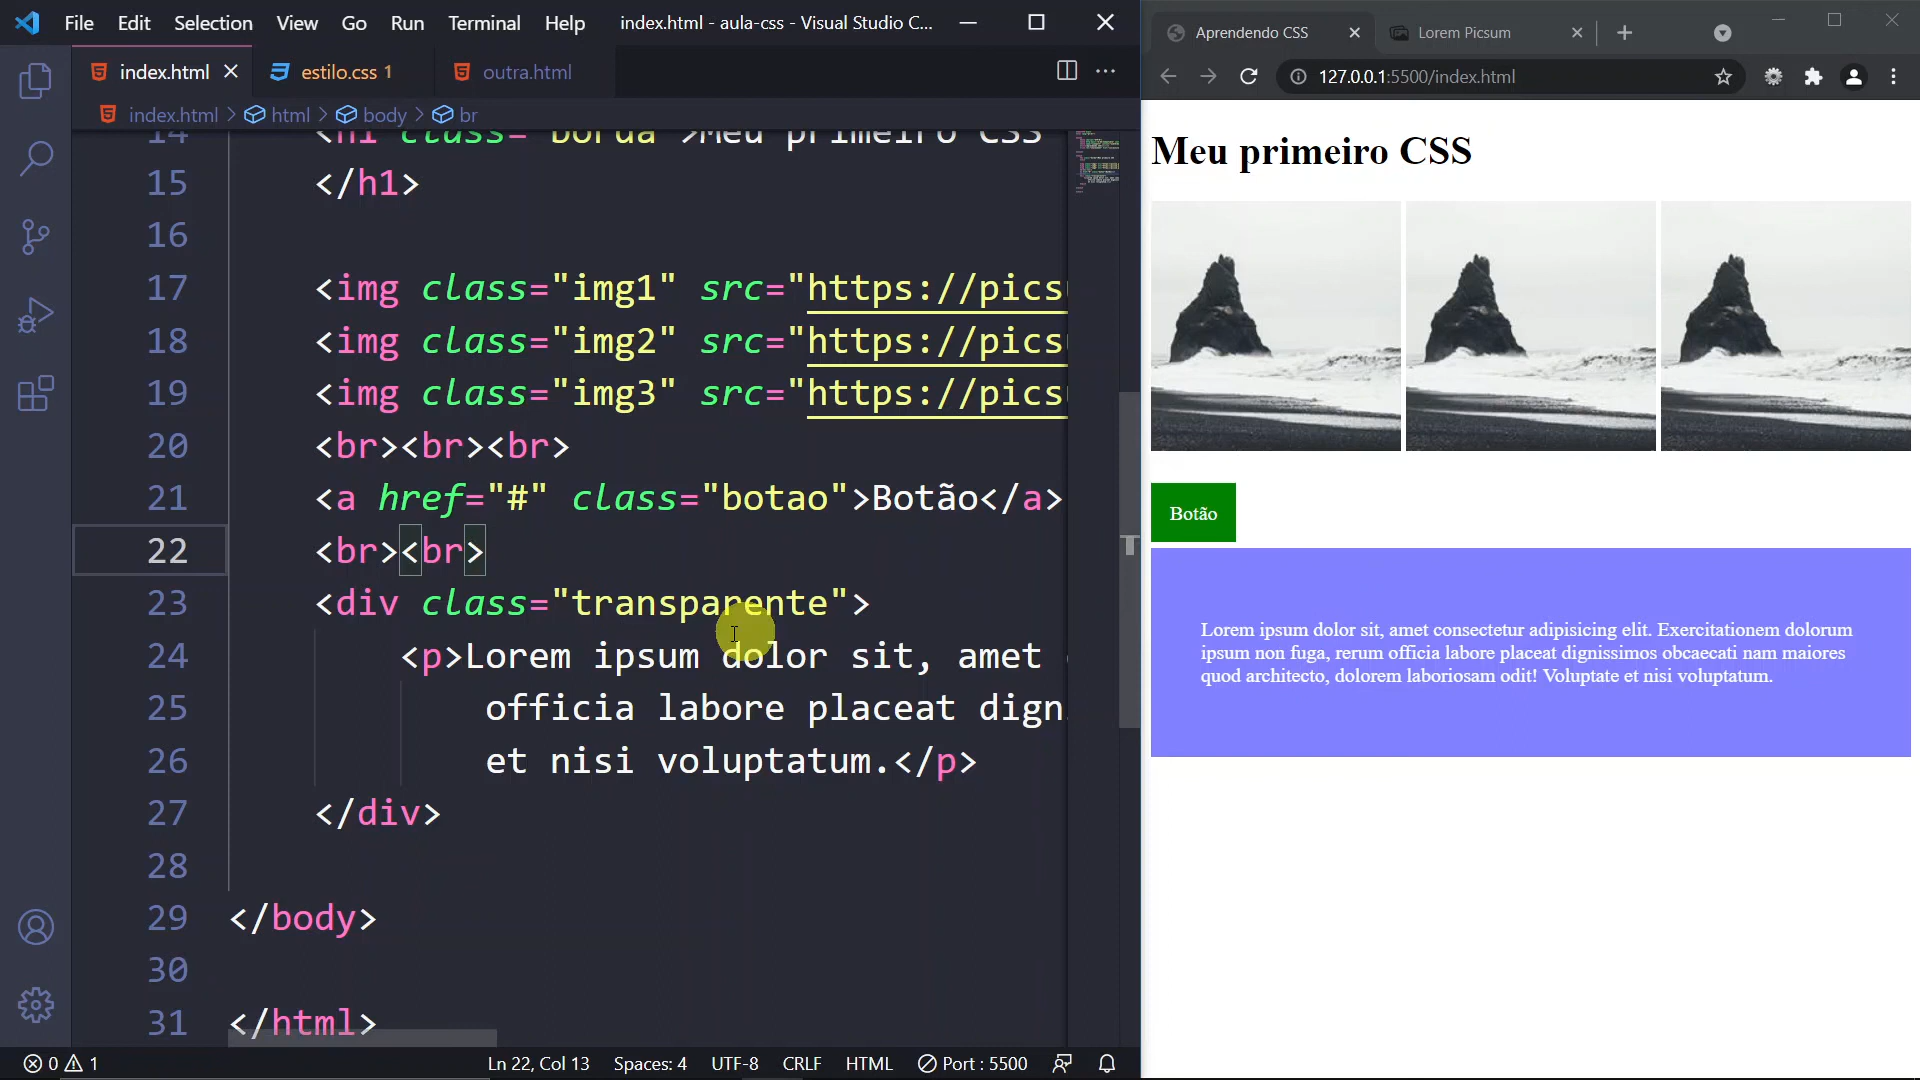 File Edit Selection View Go Run Terminal Help index.html - aula-css - Visual Studio C...
index.html estilo.css 1 outra.html
index.html > html > body > br
14 <h1 class="borda">Meu primeiro CSS
15 </h1>
16
17 <img class="img1" src="https://pics
18 <img class="img2" src="https://pics
19 <img class="img3" src="https://pics
20 <br><br><br>
21 <a href="#" class="botao">Botão</a>
22 <br><br>
23 <div class="transparente">
24 <p>Lorem ipsum dolor sit, amet
25 officia labore placeat dign
26 et nisi voluptatum.</p>
27 </div>
28
29 </body>
30
31 </html>
0 1 Ln 22, Col 13 Spaces: 4 UTF-8 CRLF HTML Port : 5500
Aprendendo CSS Lorem Picsum
127.0.0.1:5500/index.html
Meu primeiro CSS
Botão
Lorem ipsum dolor sit, amet consectetur adipisicing elit. Exercitationem dolorum
ipsum non fuga, rerum officia labore placeat dignissimos obcaecati nam maiores
quod architecto, dolorem laboriosam odit! Voluptate et nisi voluptatum.